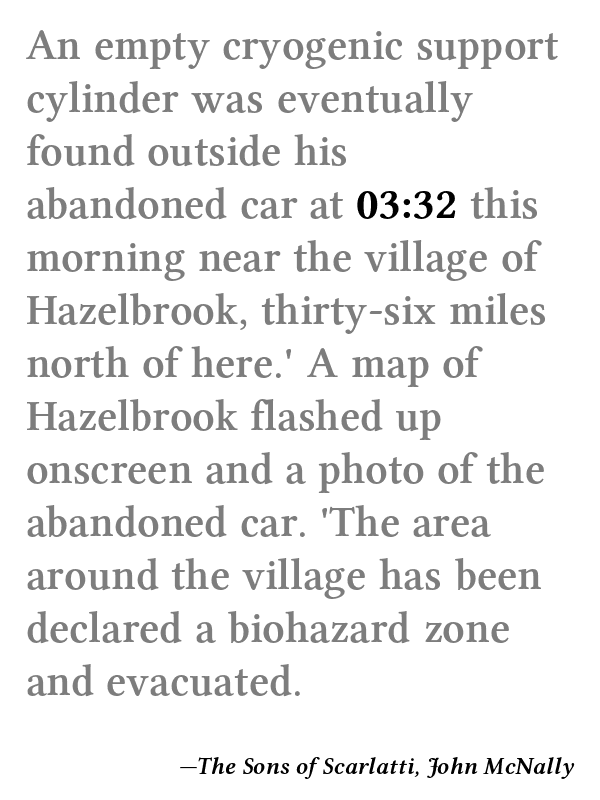 An empty cryogenic support
cylinder was eventually
found outside his
abandoned car at 03:32 this
morning near the village of
Hazelbrook, thirty-six miles
north of here.' A map of
Hazelbrook flashed up
onscreen and a photo of the
abandoned car. 'The area
around the village has been
declared a biohazard zone
and evacuated.
—The Sons of Scarlatti, John McNally